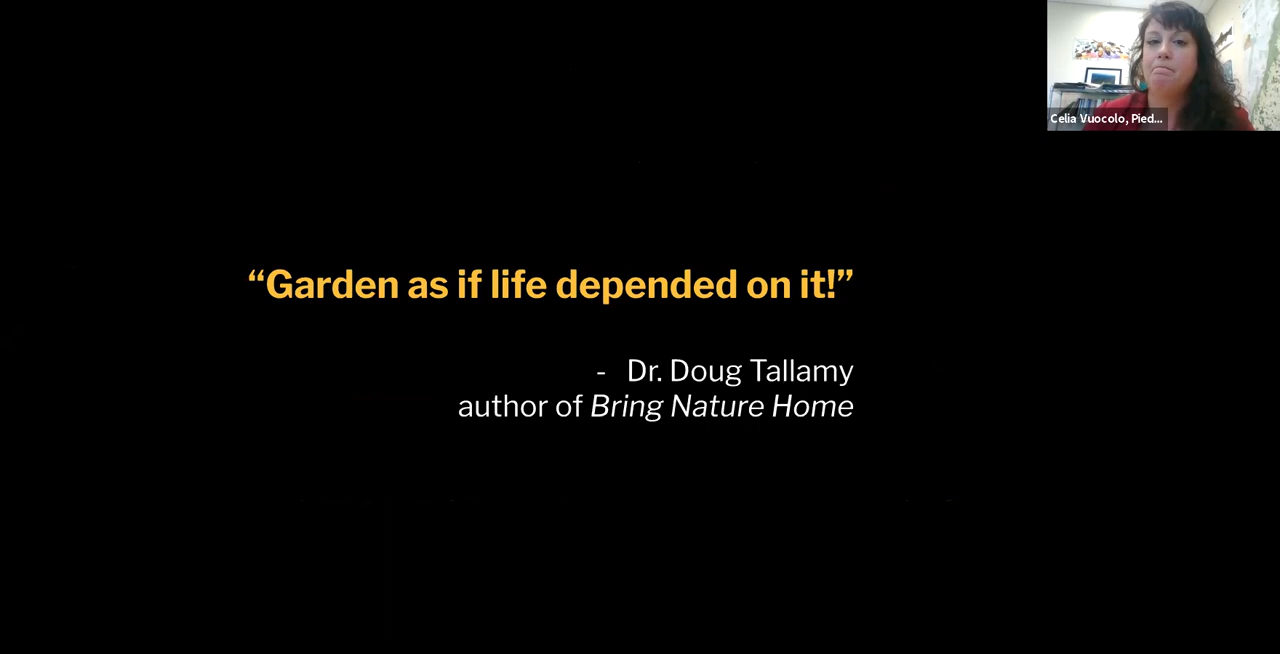 Celia Vuocolo, Pied...
“Garden as if life depended on it!”
- Dr. Doug Tallamy
author of Bring Nature Home